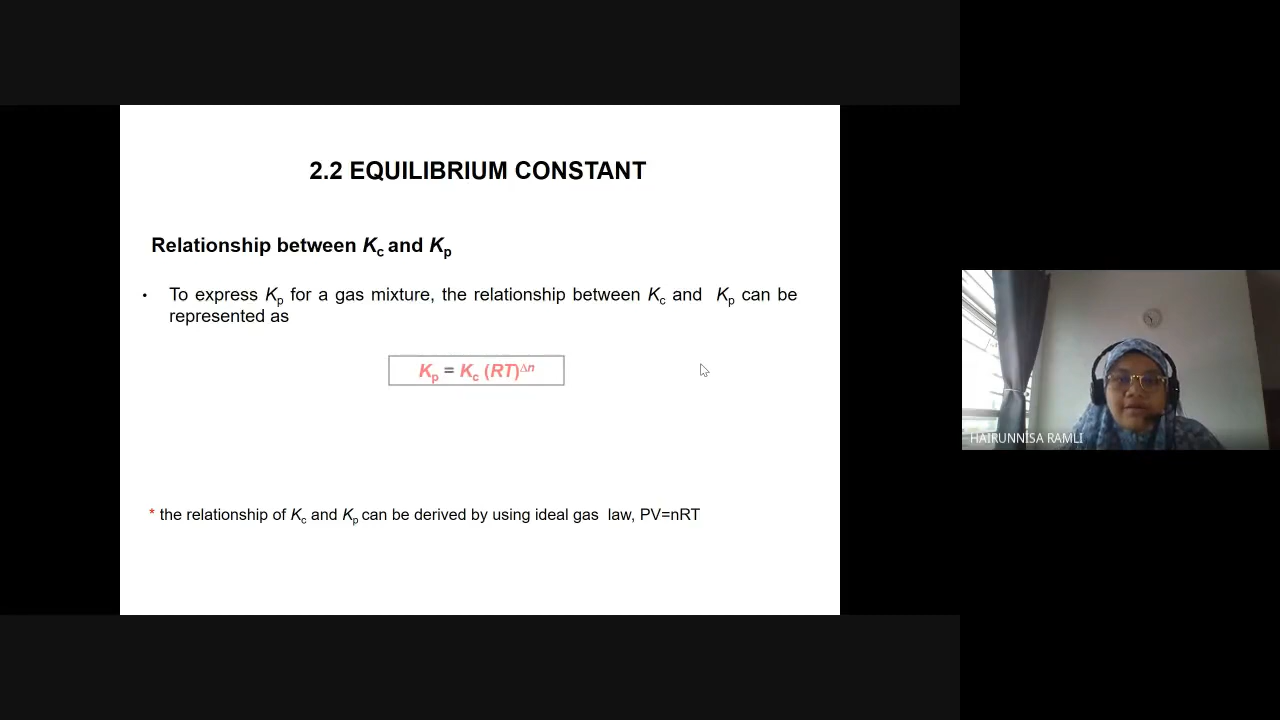 2.2 EQUILIBRIUM CONSTANT
Relationship between Kc and Kp
• To express Kp for a gas mixture, the relationship between Kc and Kp can be
represented as
Kp = Kc (RT)^Δn
* the relationship of Kc and Kp can be derived by using ideal gas law, PV=nRT
HAIRUNNISA RAMLI